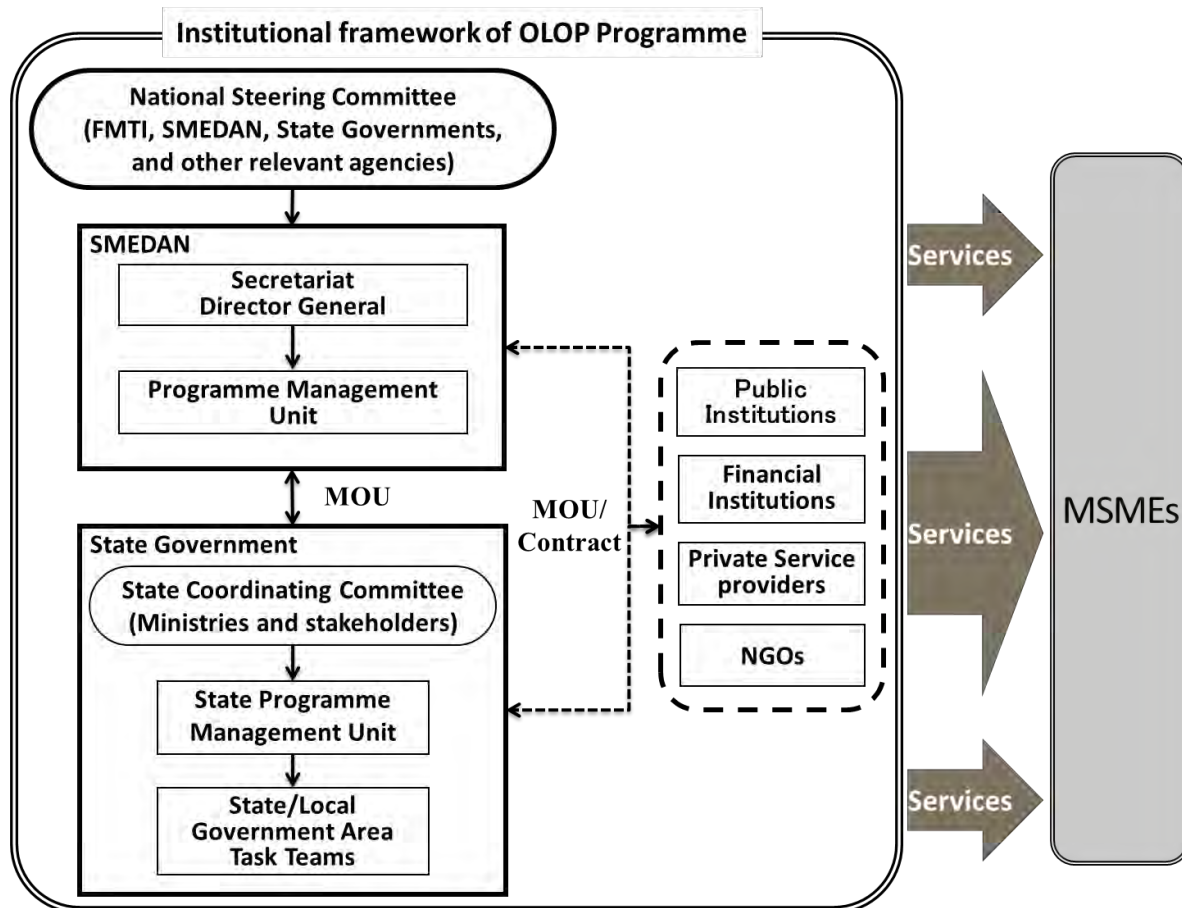 Institutional framework of OLOP Programme
National Steering Committee
(FMTI, SMEDAN, State Governments,
and other relevant agencies)
SMEDAN
Secretariat
Director General
Programme Management
Unit
MOU
State Government
State Coordinating Committee
(Ministries and stakeholders)
State Programme
Management Unit
State/Local
Government Area
Task Teams
MOU/
Contract
Public
Institutions
Financial
Institutions
Private Service
providers
NGOs
Services
Services
Services
MSMEs